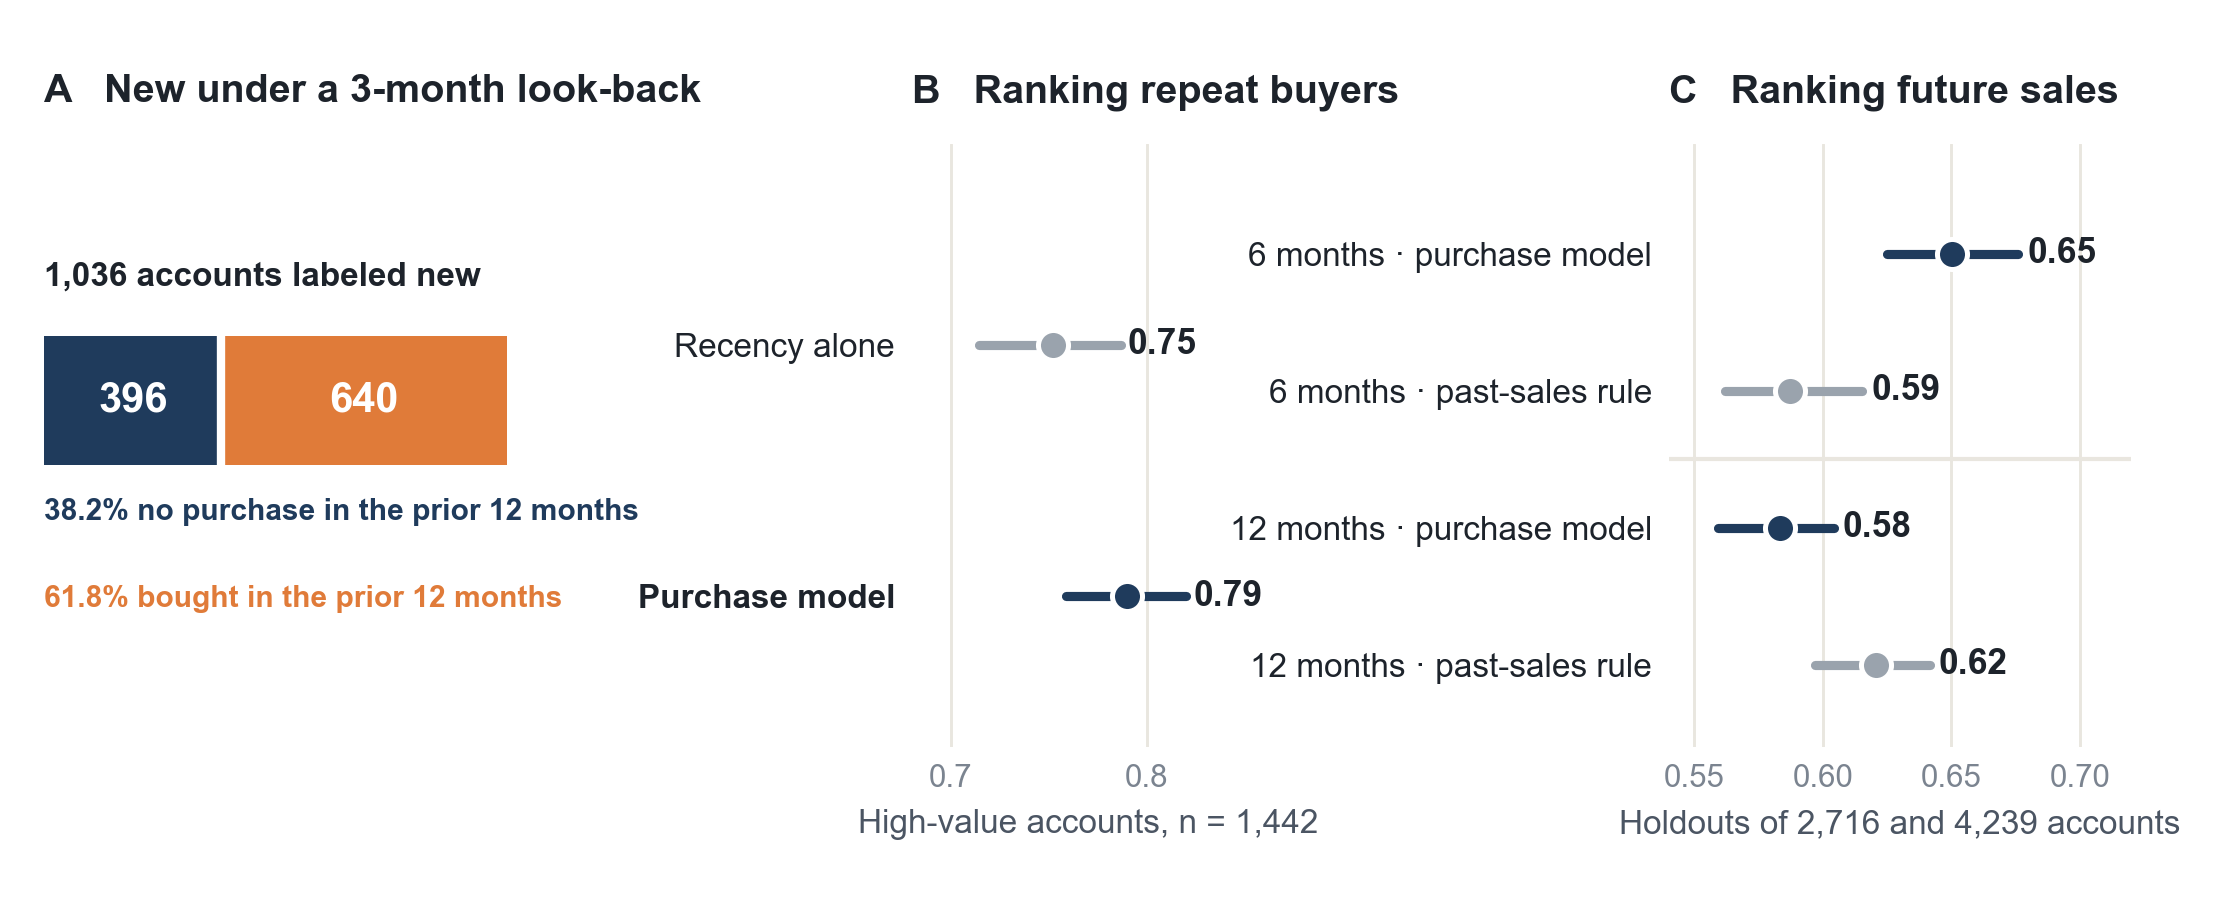 A New under a 3-month look-back
1,036 accounts labeled new
396
640
38.2% no purchase in the prior 12 months
61.8% bought in the prior 12 months
B Ranking repeat buyers
Recency alone
0.75
Purchase model
0.79
0.7
0.8
High-value accounts, n = 1,442
C Ranking future sales
6 months · purchase model
0.65
6 months · past-sales rule
0.59
12 months · purchase model
0.58
12 months · past-sales rule
0.62
0.55
0.60
0.65
0.70
Holdouts of 2,716 and 4,239 accounts